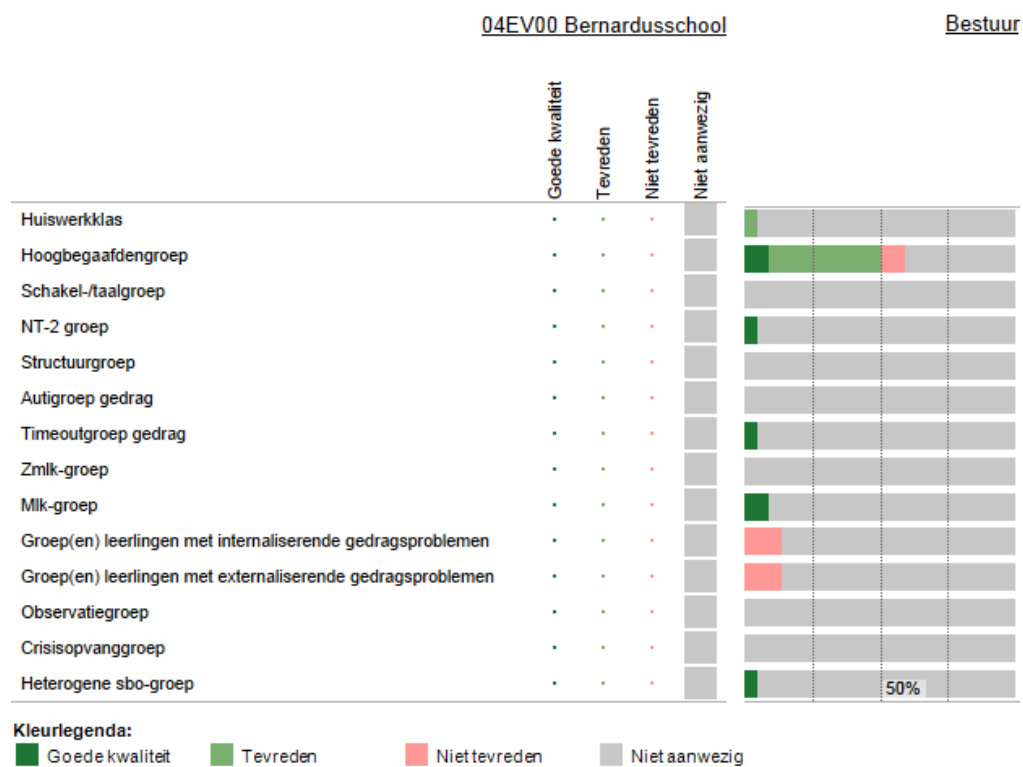 04EV00 Bernardusschool
Bestuur
Goede kwaliteit
Tevreden
Niet tevreden
Niet aanwezig
Huiswerkklas
Hoogbegaafdengroep
Schakel-/taalgroep
NT-2 groep
Structuurgroep
Autigroep gedrag
Timeoutgroep gedrag
Zmlk-groep
Mlk-groep
Groep(en) leerlingen met internaliserende gedragsproblemen
Groep(en) leerlingen met externaliserende gedragsproblemen
Observatiegroep
Crisisopvanggroep
Heterogene sbo-groep
50%
Kleurlegenda:
Goede kwaliteit Tevreden Niet tevreden Niet aanwezig